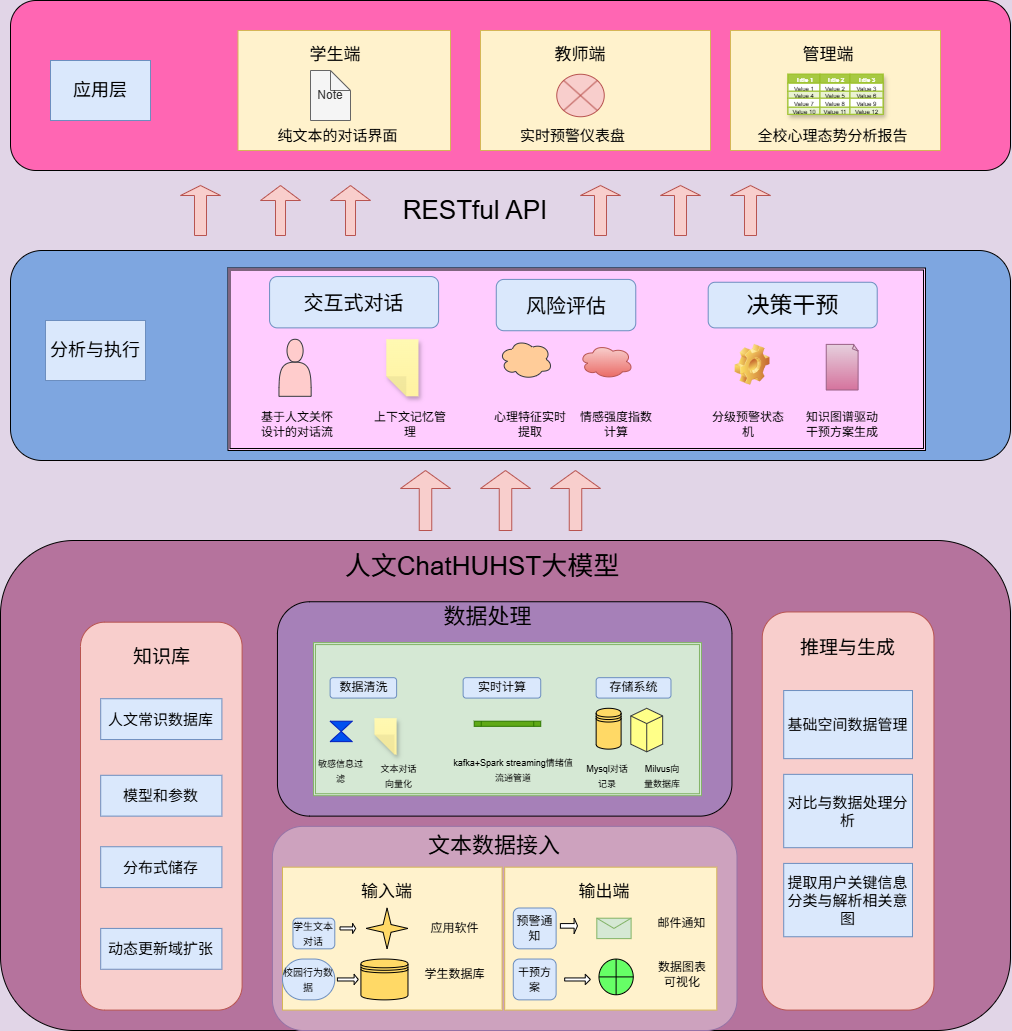 应用层
学生端
Note
纯文本的对话界面
教师端
实时预警仪表盘
管理端
Title 1 Title 2 Title 3
Value 1 Value 2 Value 3
Value 4 Value 5 Value 6
Value 7 Value 8 Value 9
Value 10 Value 11 Value 12
全校心理态势分析报告
RESTful API
分析与执行
交互式对话
风险评估
决策干预
基于人文关怀
设计的对话流
上下文记忆管
理
心理特征实时
提取
情感强度指数
计算
分级预警状态
机
知识图谱驱动
干预方案生成
人文ChatHUHST大模型
知识库
人文常识数据库
模型和参数
分布式储存
动态更新域扩张
数据处理
数据清洗
实时计算
存储系统
敏感信息过
滤
文本对话
向量化
kafka+Spark streaming情绪值
流通管道
Mysql对话
记录
Milvus向
量数据库
文本数据接入
输入端
学生文本
对话
应用软件
校园行为数
据
学生数据库
输出端
预警通
知
邮件通知
干预方
案
数据图表
可视化
推理与生成
基础空间数据管理
对比与数据处理分
析
提取用户关键信息
分类与解析相关意
图